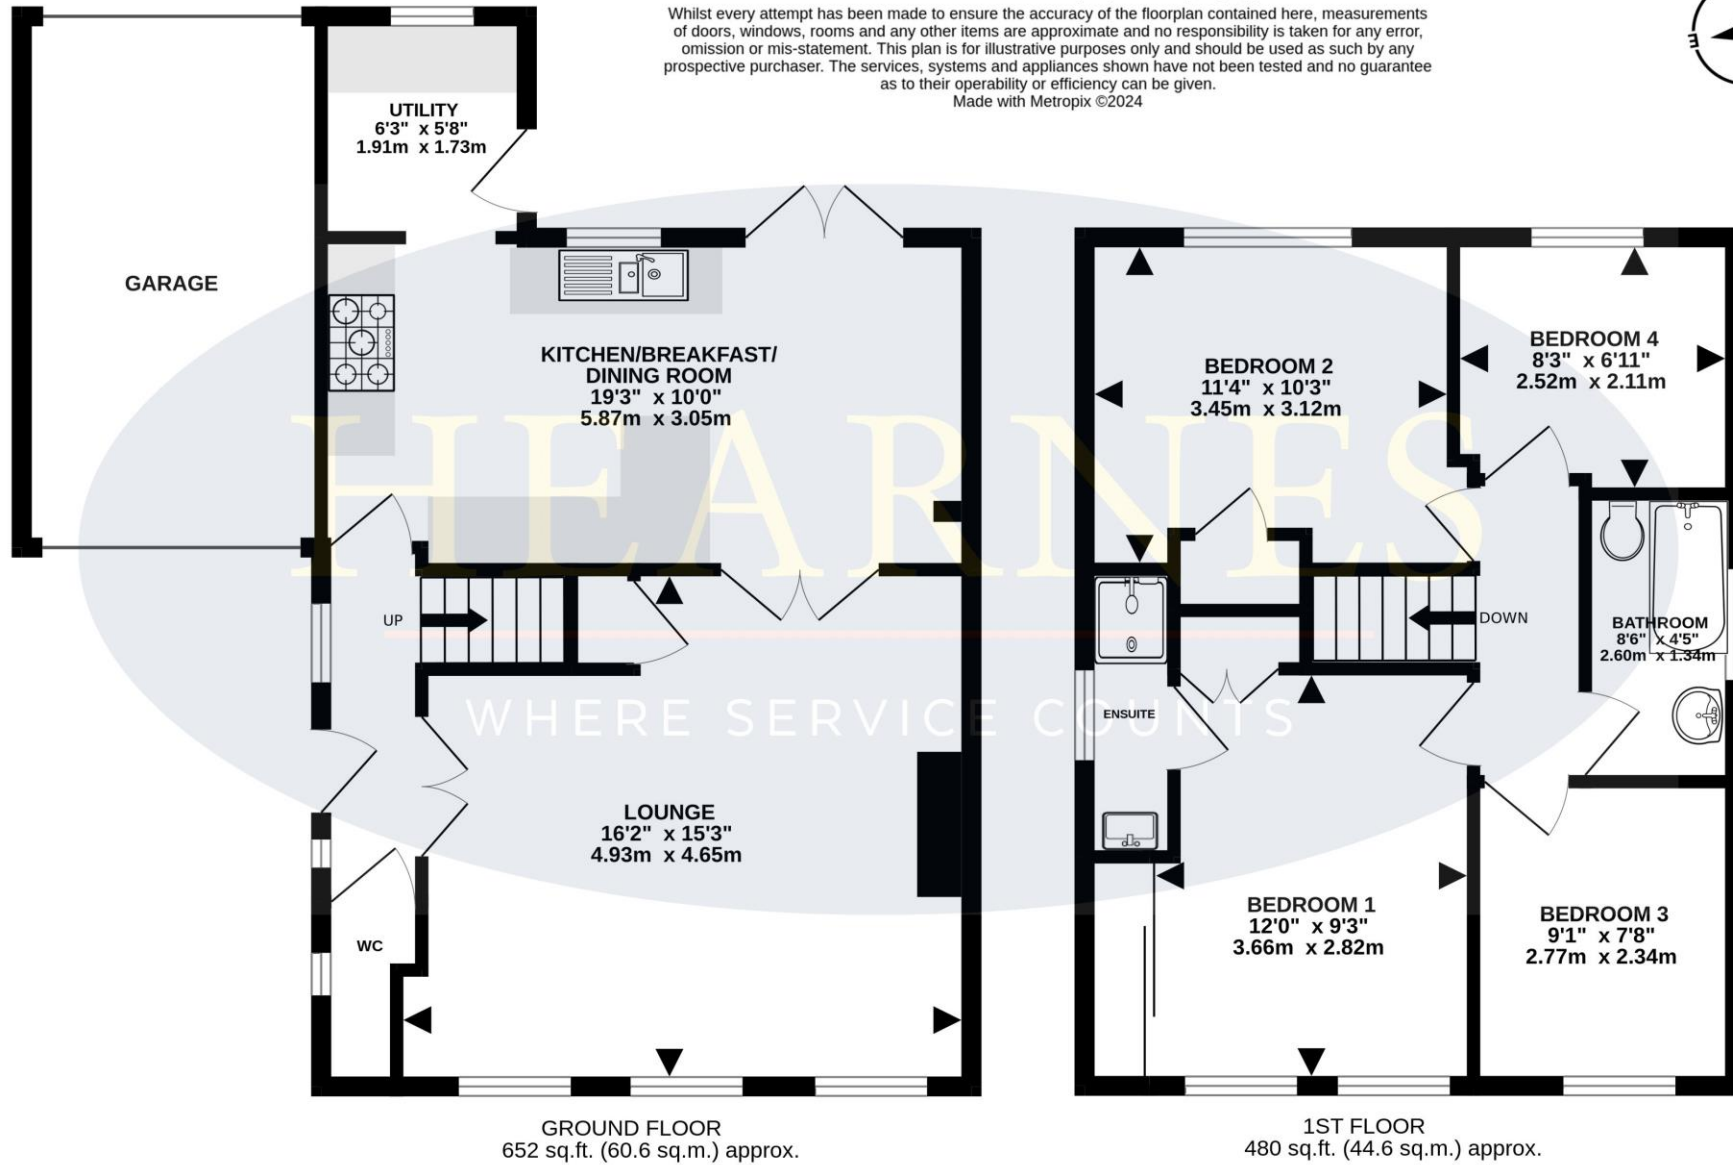 Whilst every attempt has been made to ensure the accuracy of the floorplan contained here, measurements
of doors, windows, rooms and any other items are approximate and no responsibility is taken for any error,
omission or mis-statement. This plan is for illustrative purposes only and should be used as such by any
prospective purchaser. The services, systems and appliances shown have not been tested and no guarantee
as to their operability or efficiency can be given.
Made with Metropix ©2024
E
UTILITY
6'3" x 5'8"
1.91m x 1.73m
GARAGE
KITCHEN/BREAKFAST/
DINING ROOM
19'3" x 10'0"
5.87m x 3.05m
BEDROOM 2
11'4" x 10'3"
3.45m x 3.12m
BEDROOM 4
8'3" x 6'11"
2.52m x 2.11m
HEARNES
WHERE SERVICE COUNTS
UP
DOWN
BATHROOM
8'6" x 4'5"
2.60m x 1.34m
ENSUITE
LOUNGE
16'2" x 15'3"
4.93m x 4.65m
WC
BEDROOM 1
12'0" x 9'3"
3.66m x 2.82m
BEDROOM 3
9'1" x 7'8"
2.77m x 2.34m
GROUND FLOOR
652 sq.ft. (60.6 sq.m.) approx.
1ST FLOOR
480 sq.ft. (44.6 sq.m.) approx.